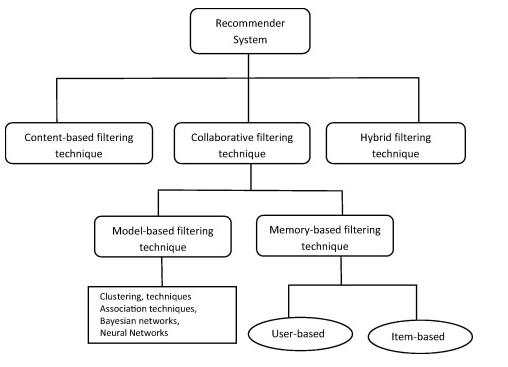 Recommender
System
Content-based filtering
technique
Collaborative filtering
technique
Hybrid filtering
technique
Model-based filtering
technique
Memory-based filtering
technique
Clustering, techniques
Association techniques,
Bayesian networks,
Neural Networks
User-based
Item-based